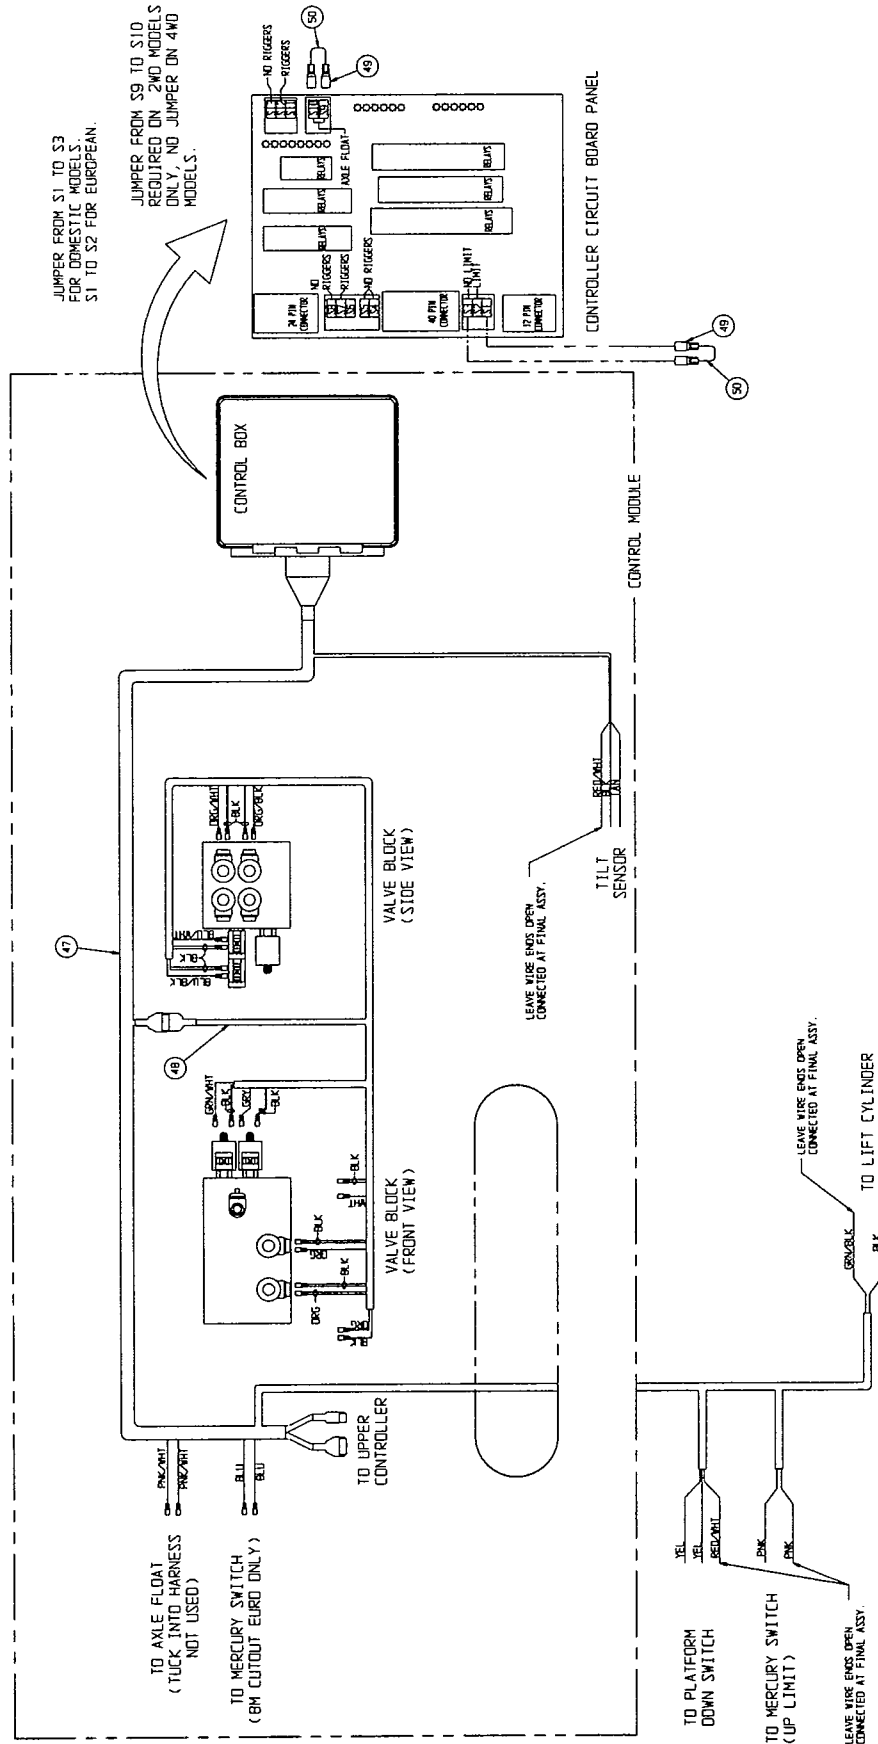 JUMPER FROM S1 TO S3
FOR DOMESTIC MODELS.
S1 TO S2 FOR EUROPEAN.
JUMPER FROM S9 TO S10
REQUIRED ON 2WD MODELS
ONLY, NO JUMPER ON 4WD
MODELS.
NO RIGGERS
RIGGERS
50
49
S10
S9
AXLE FLOAT
RELAYS
RELAYS
RELAYS
RELAYS
RELAYS
RELAYS
NO
RIGGERS
RIGGERS
NO RIGGERS
24 PIN
CONNECTOR
40 PIN
CONNECTOR
NO LIMIT
LIMIT
12 PIN
CONNECTOR
CONTROLLER CIRCUIT BOARD PANEL
49
50
CONTROL BOX
CONTROL MODULE
47
BLU/WHT
BLK
BLU/BLK
ORG/WHT
BLK
ORG/BLK
VALVE BLOCK
(SIDE VIEW)
48
GRN/WHT
BLK
GRY
BLK
BLK
WHT
BLK
ORG
BLK
ORG
ORG
BLK
VALVE BLOCK
(FRONT VIEW)
LEAVE WIRE ENDS OPEN
CONNECTED AT FINAL ASSY.
RED/WHT
BLK
TAN
TILT
SENSOR
PNK/WHT
PNK/WHT
TO AXLE FLOAT
(TUCK INTO HARNESS
NOT USED)
BLU
BLU
TO MERCURY SWITCH
(8M CUTOUT EURO ONLY)
TO UPPER
CONTROLLER
YEL
YEL
RED/WHT
TO PLATFORM
DOWN SWITCH
PNK
PNK
TO MERCURY SWITCH
(UP LIMIT)
LEAVE WIRE ENDS OPEN
CONNECTED AT FINAL ASSY.
LEAVE WIRE ENDS OPEN
CONNECTED AT FINAL ASSY.
GRN/BLK
BLK
TO LIFT CYLINDER